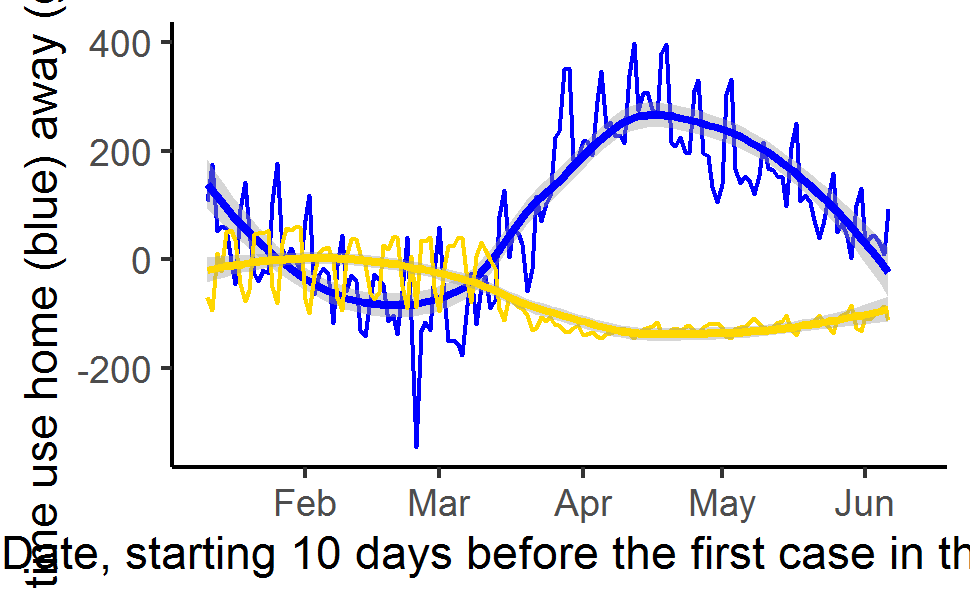 time use home (blue) away (
400
200
0
-200
Feb Mar Apr May Jun
Date, starting 10 days before the first case in th